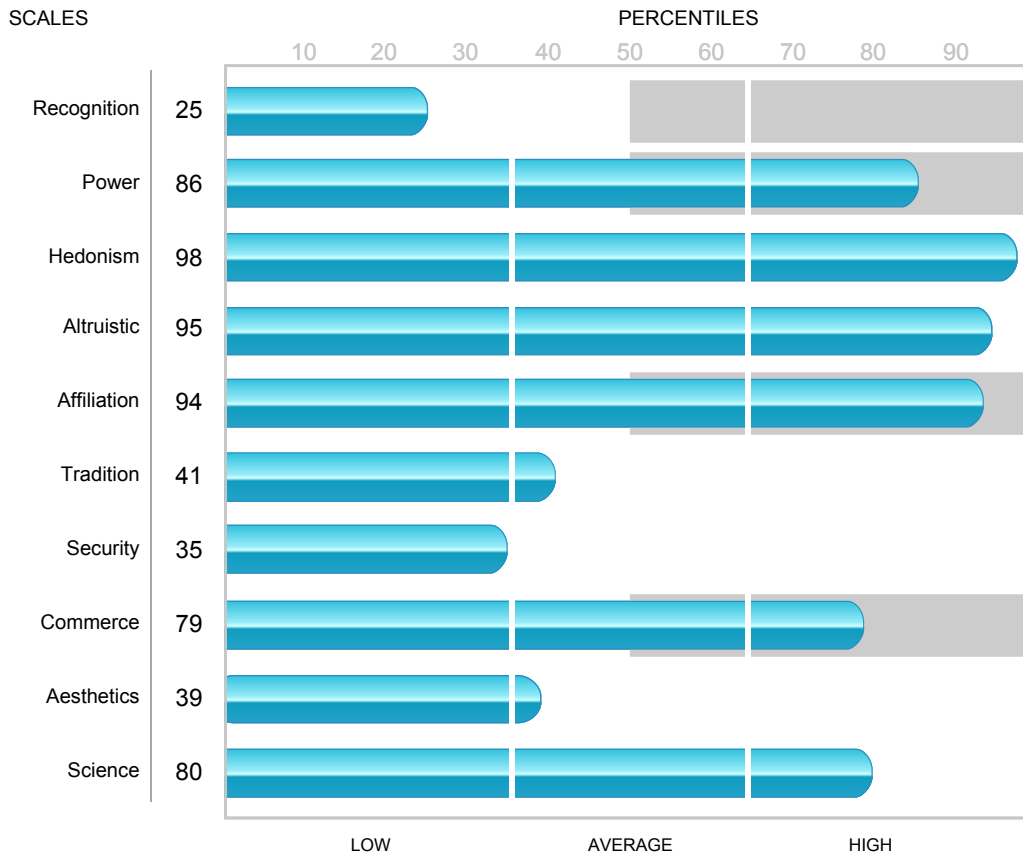 SCALES PERCENTILES
10 20 30 40 50 60 70 80 90
Recognition 25
Power 86
Hedonism 98
Altruistic 95
Affiliation 94
Tradition 41
Security 35
Commerce 79
Aesthetics 39
Science 80
LOW AVERAGE HIGH